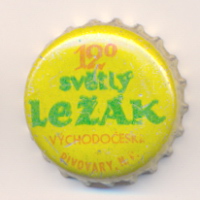 12°
světlý
LEŽÁK
VÝCHODOČESKÉ
PIVOVARY, K.P.